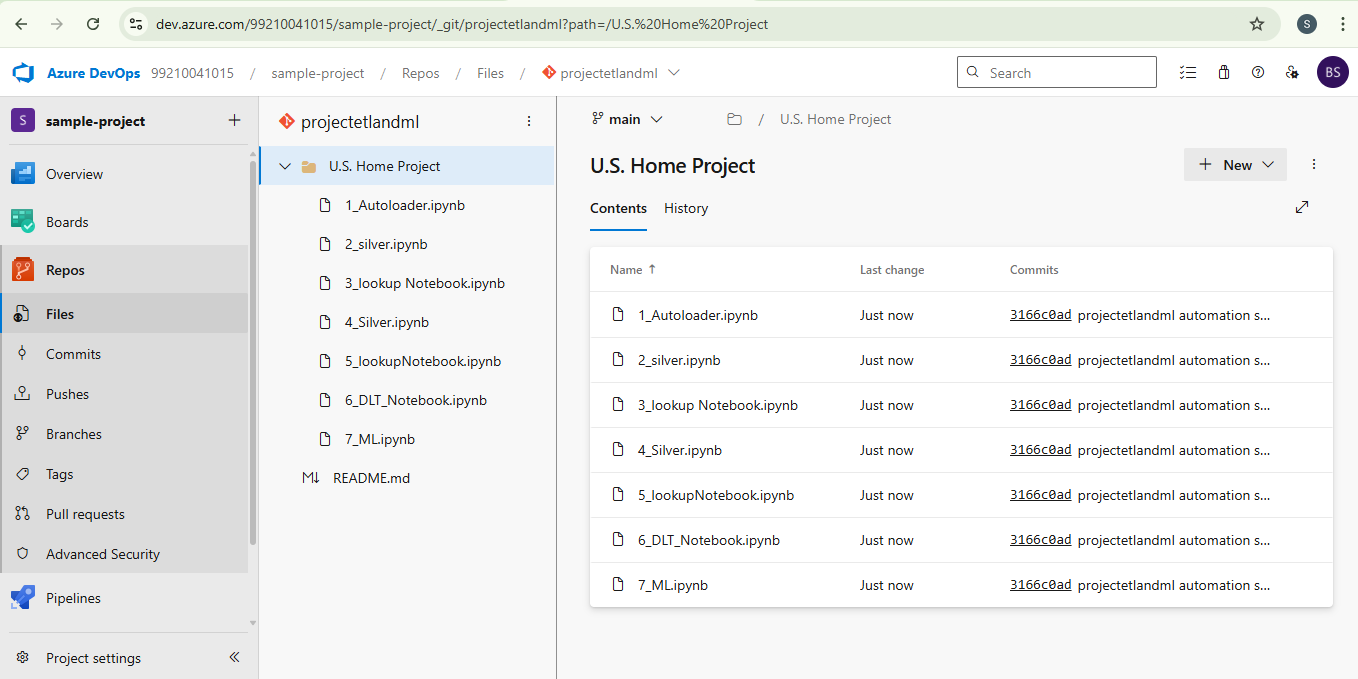 dev.azure.com/99210041015/sample-project/_git/projectetlandml?path=/U.S.%20Home%20Project
S
Azure DevOps 99210041015 / sample-project / Repos / Files / projectetlandml
Search
BS
S sample-project
Overview
Boards
Repos
Files
Commits
Pushes
Branches
Tags
Pull requests
Advanced Security
Pipelines
Project settings
projectetlandml
U.S. Home Project
1_Autoloader.ipynb
2_silver.ipynb
3_lookup Notebook.ipynb
4_Silver.ipynb
5_lookupNotebook.ipynb
6_DLT_Notebook.ipynb
7_ML.ipynb
M↓ README.md
main / U.S. Home Project
U.S. Home Project
New
Contents History
Name ↑ Last change Commits
1_Autoloader.ipynb Just now 3166c0ad projectetlandml automation s...
2_silver.ipynb Just now 3166c0ad projectetlandml automation s...
3_lookup Notebook.ipynb Just now 3166c0ad projectetlandml automation s...
4_Silver.ipynb Just now 3166c0ad projectetlandml automation s...
5_lookupNotebook.ipynb Just now 3166c0ad projectetlandml automation s...
6_DLT_Notebook.ipynb Just now 3166c0ad projectetlandml automation s...
7_ML.ipynb Just now 3166c0ad projectetlandml automation s...